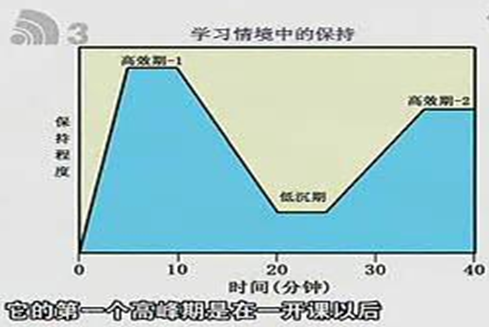 3
学习情境中的保持
高效期-1
高效期-2
保持程度
低沉期
0 10 20 30 40
时间(分钟)
它的第一个高峰期是在一开课以后